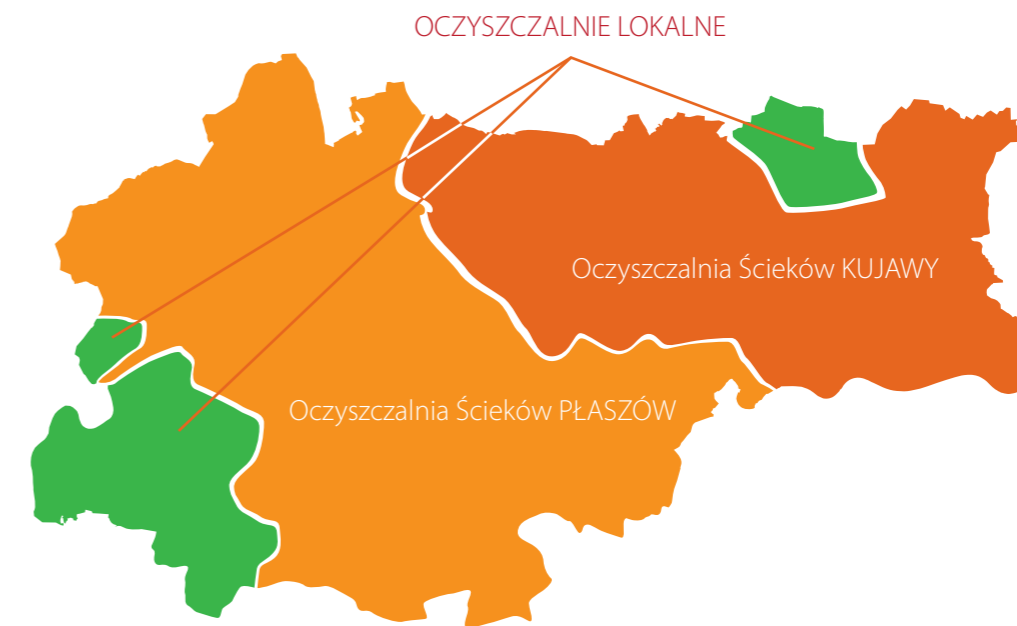 OCZYSZCZALNIE LOKALNE
Oczyszczalnia Ścieków KUJAWY
Oczyszczalnia Ścieków PŁASZÓW